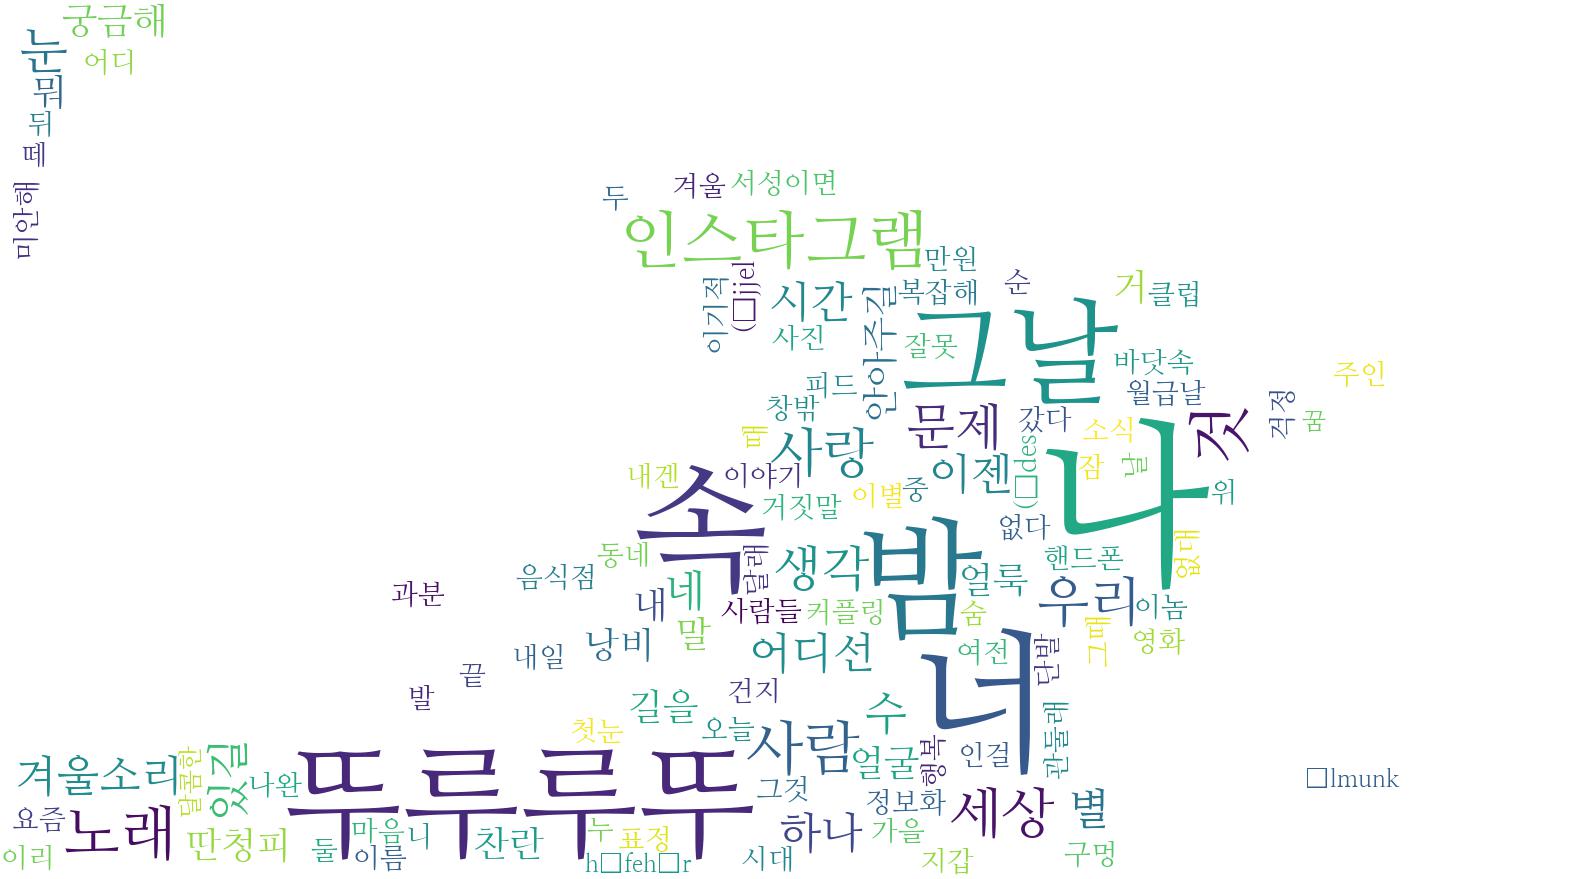 궁금해
눈
어디
뭐
뒤
떼
미안해
두
겨울
서성이면
인스타그램
만원
이기적
(□jjel
시간
안아주길
복잡해
순
거
클럽
사진
그날
잘못
바닷속
주인
피드
월급날
창밖
문제
갔다
것
걱정
꿈
때
사랑
소식
나
내겐
속
이야기
이젠
(□des
잠
날
거짓말
이별
중
위
없다
동네
달래
생각
밤
핸드폰
없대
음식점
얼룩
과분
내
네
사람들
커플링
숨
우리
이놈
낭비
말
어디선
여전
너
단발
그때
영화
내일
끝
발
건지
길을
수
첫눈
오늘
사람
관둘래
겨울소리
달콤한
있길
나완
뚜루루뚜
얼굴
행복
인걸
□lmunk
요즘
노래
그것
정보화
세상
별
이리
딴청피
둘
마음니
이름
찬란
누
표정
h□feh□r
하나
가을
시대
지갑
구멍